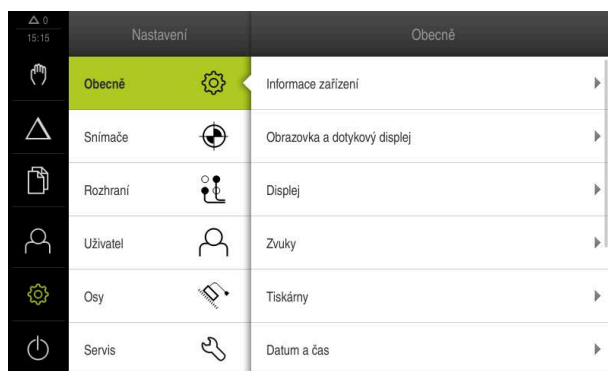 0
15:15
Nastavení
Obecně
Obecně
Informace zařízení
Snímače
Obrazovka a dotykový displej
Rozhraní
Displej
Uživatel
Zvuky
Osy
Tiskárny
Servis
Datum a čas